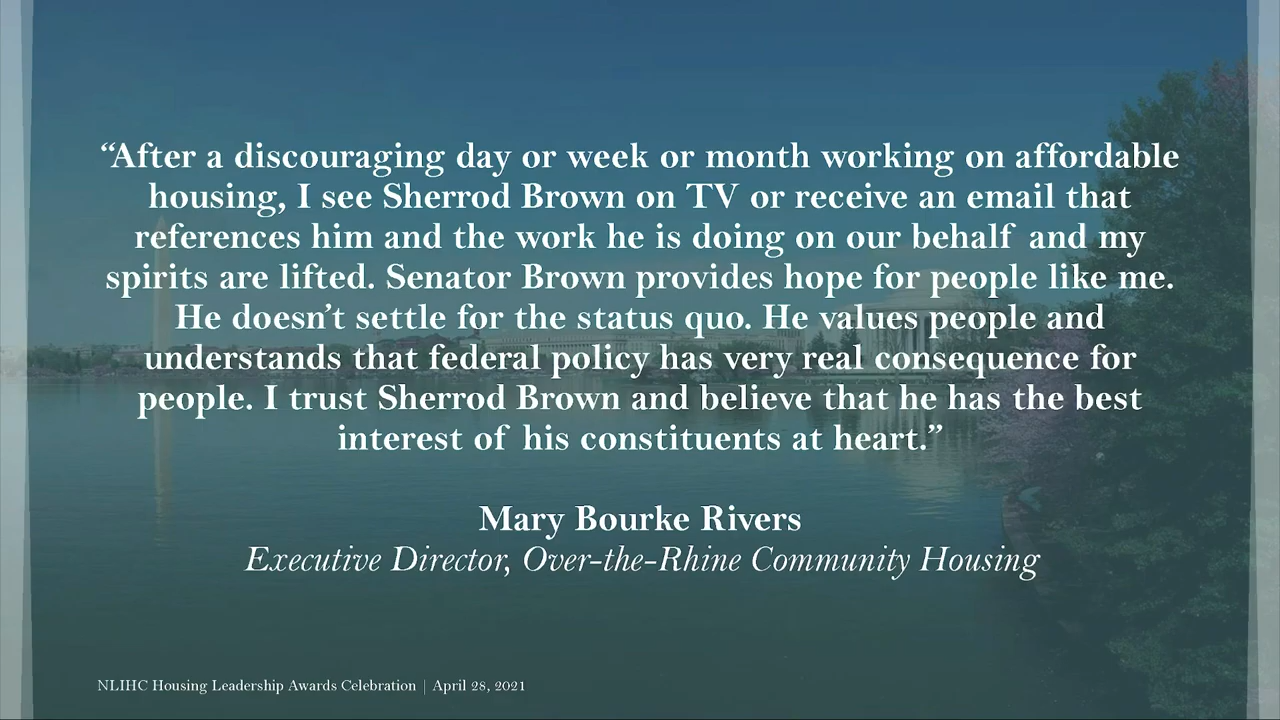 “After a discouraging day or week or month working on affordable
housing, I see Sherrod Brown on TV or receive an email that
references him and the work he is doing on our behalf and my
spirits are lifted. Senator Brown provides hope for people like me.
He doesn’t settle for the status quo. He values people and
understands that federal policy has very real consequence for
people. I trust Sherrod Brown and believe that he has the best
interest of his constituents at heart.”
Mary Bourke Rivers
Executive Director, Over-the-Rhine Community Housing
NLIHC Housing Leadership Awards Celebration | April 28, 2021